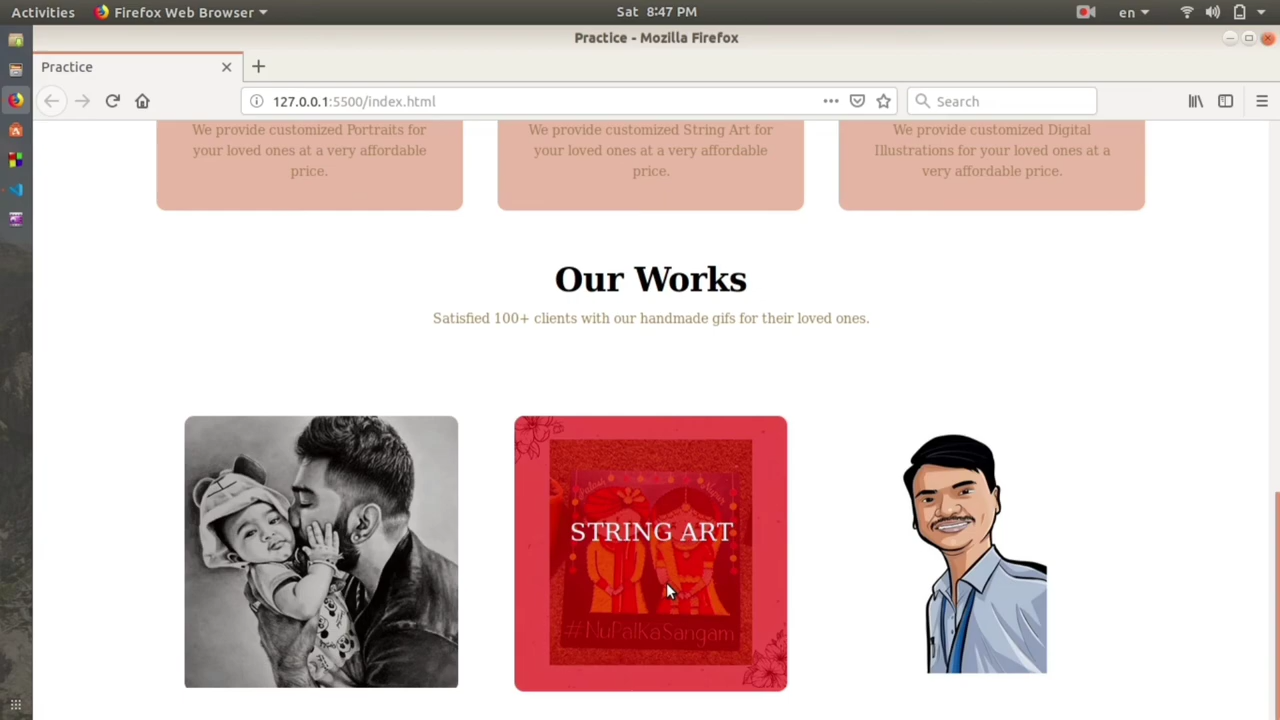 Activities Firefox Web Browser Sat 8:47 PM en
Practice - Mozilla Firefox
Practice
127.0.0.1:5500/index.html Search
We provide customized Portraits for
your loved ones at a very affordable
price.
We provide customized String Art for
your loved ones at a very affordable
price.
We provide customized Digital
Illustrations for your loved ones at a
very affordable price.
Our Works
Satisfied 100+ clients with our handmade gifs for their loved ones.
STRING ART
#NuPalKaSangam